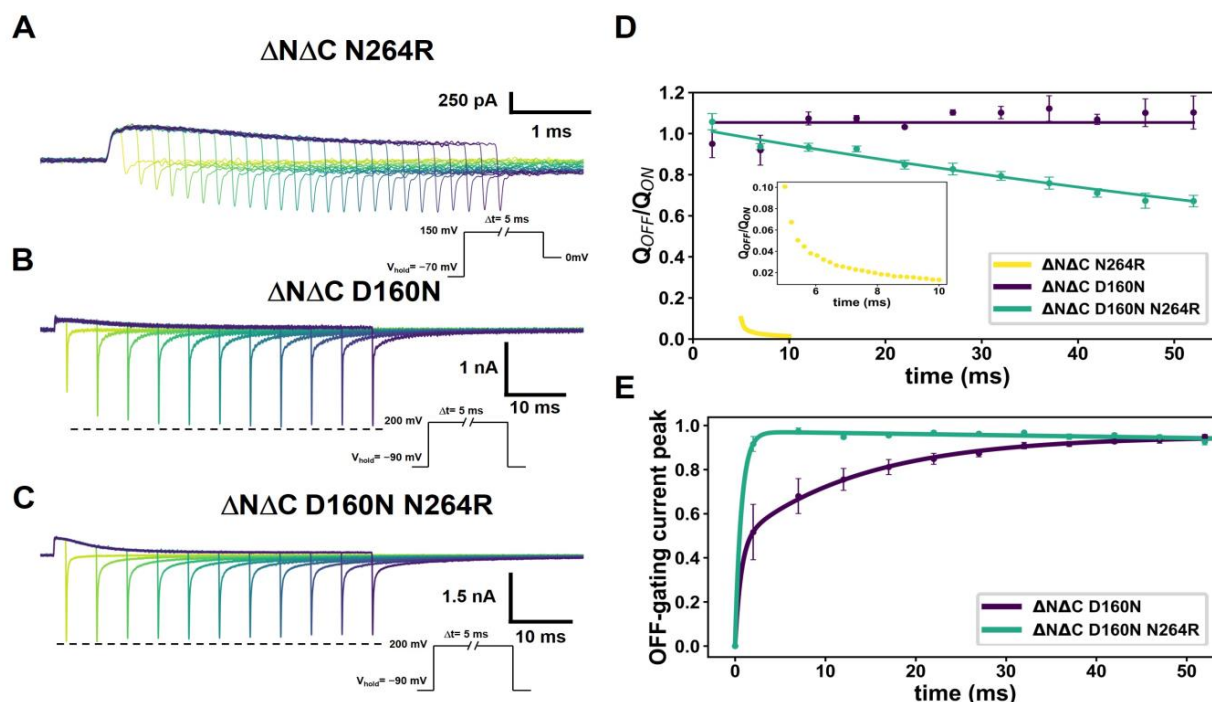 A
ΔNΔC N264R
250 pA
1 ms
Δt= 5 ms
150 mV
0mV
Vhold= −70 mV
B
ΔNΔC D160N
1 nA
10 ms
Δt= 5 ms
200 mV
Vhold= −90 mV
C
ΔNΔC D160N N264R
1.5 nA
10 ms
Δt= 5 ms
200 mV
Vhold= −90 mV
D
QOFF/QON
1.2
1.0
0.8
0.6
0.4
0.2
0.0
0 10 20 30 40 50
time (ms)
QOFF/QON
0.10
0.08
0.06
0.04
0.02
6 8 10
time (ms)
ΔNΔC N264R
ΔNΔC D160N
ΔNΔC D160N N264R
E
OFF-gating current peak
1.0
0.8
0.6
0.4
0.2
0.0
0 10 20 30 40 50
time (ms)
ΔNΔC D160N
ΔNΔC D160N N264R